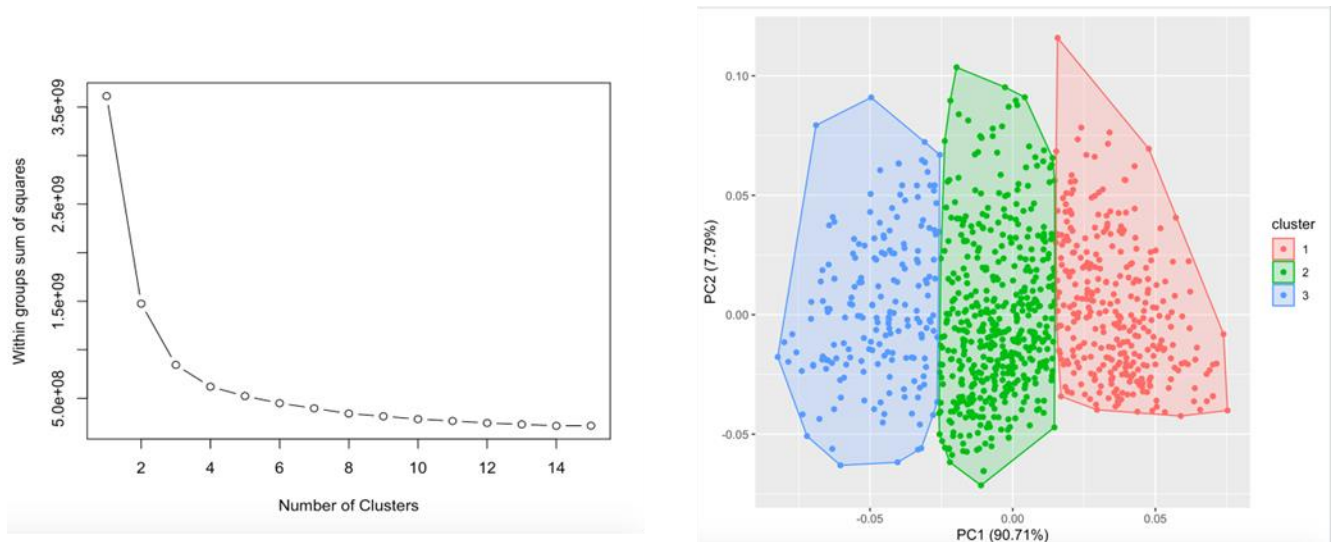 3.5e+09
2.5e+09
1.5e+09
5.0e+08
Within groups sum of squares
2 4 6 8 10 12 14
Number of Clusters
0.10
0.05
0.00
-0.05
PC2 (7.79%)
-0.05 0.00 0.05
PC1 (90.71%)
cluster
1
2
3